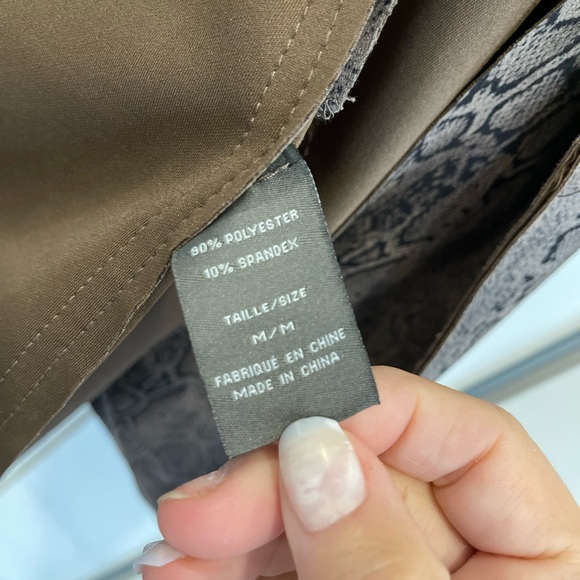 90% POLYESTER
10% SPANDEX
TAILLE/SIZE
M/M
FABRIQUÉ EN CHINE
MADE IN CHINA